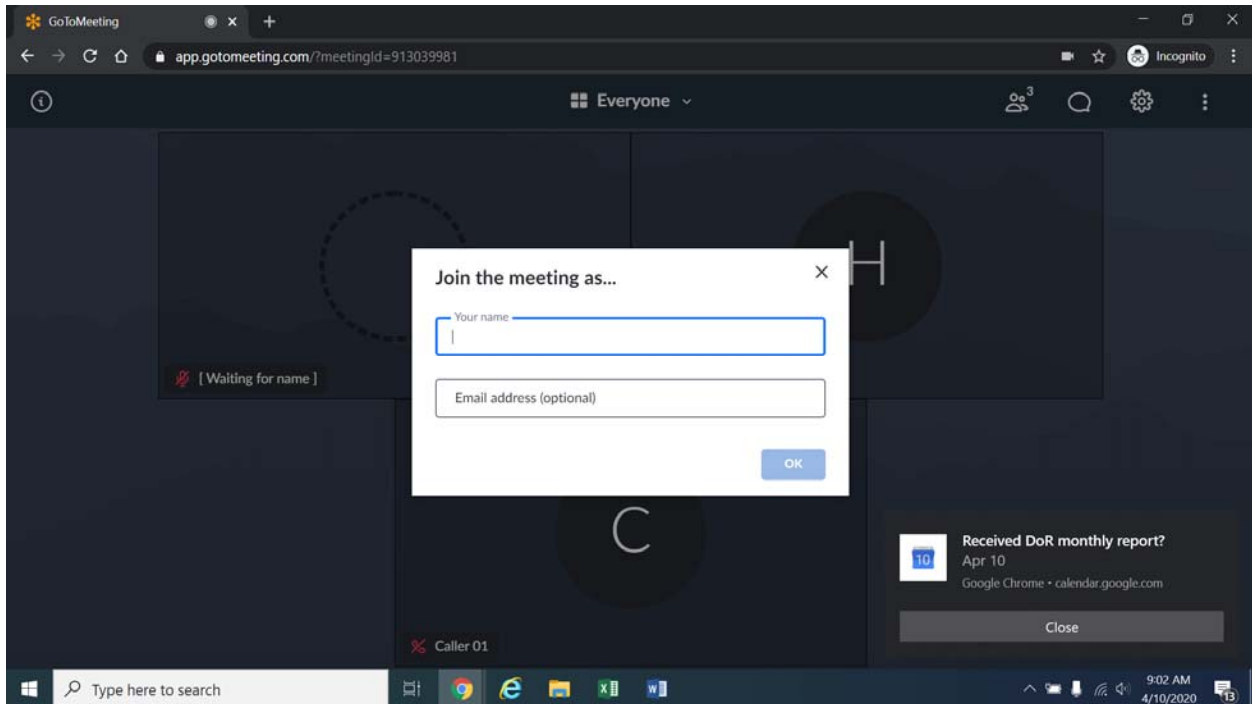 GoToMeeting
app.gotomeeting.com/?meetingId=913039981
Incognito
Everyone
3
H
Join the meeting as...
Your name
[ Waiting for name ]
Email address (optional)
OK
C
Received DoR monthly report?
10
Apr 10
Google Chrome • calendar.google.com
Close
Caller 01
Type here to search
9:02 AM
4/10/2020
13